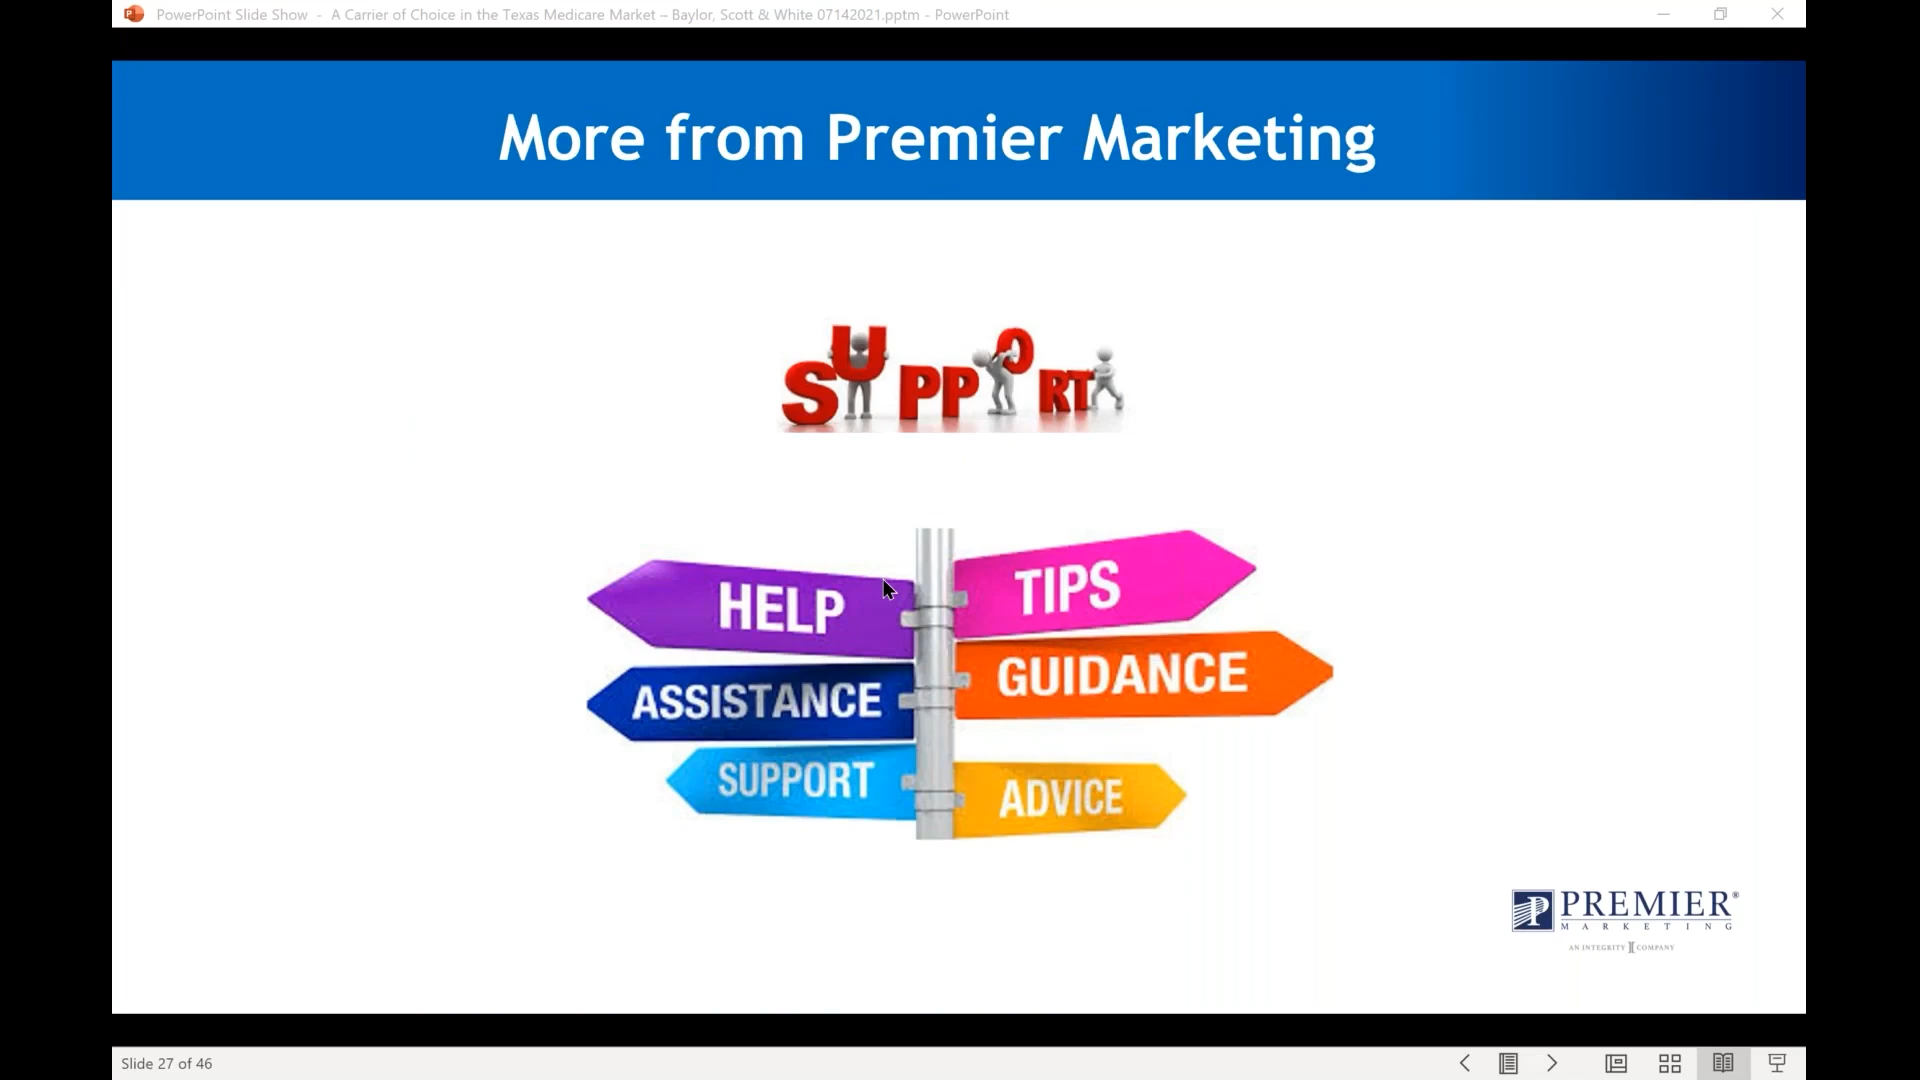 PowerPoint Slide Show - A Carrier of Choice in the Texas Medicare Market – Baylor, Scott & White 07142021.pptm - PowerPoint
More from Premier Marketing
SUPPORT
HELP
TIPS
ASSISTANCE
GUIDANCE
SUPPORT
ADVICE
P PREMIER®
MARKETING
AN INTEGRITY COMPANY
Slide 27 of 46